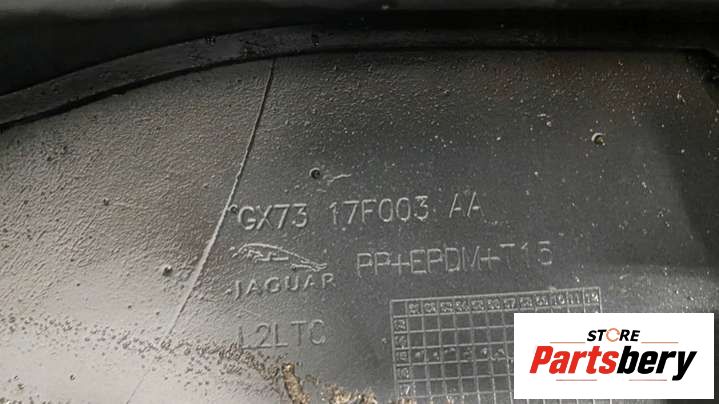 GX73 17F003 AA
JAGUAR PP+EPDM+T15
L2LTC
STORE
Partsbery